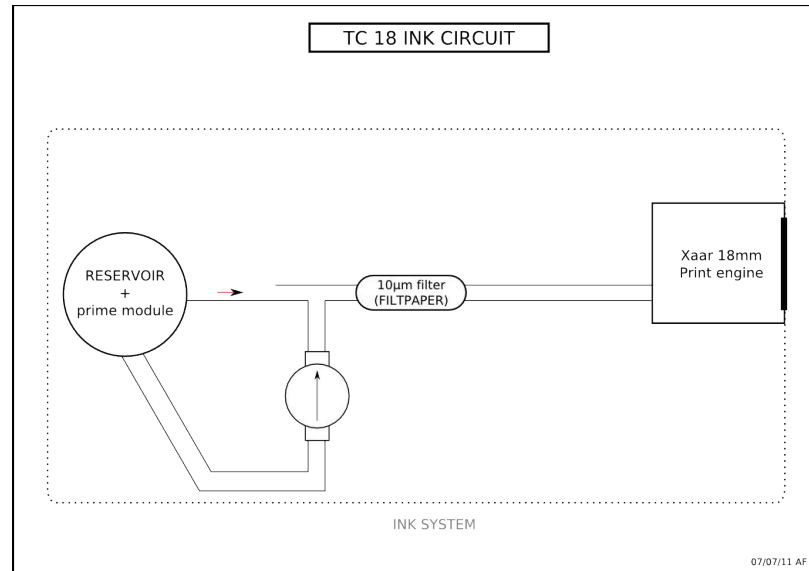 TC 18 INK CIRCUIT
RESERVOIR
+
prime module
10µm filter
(FILTPAPER)
Xaar 18mm
Print engine
INK SYSTEM
07/07/11 AF